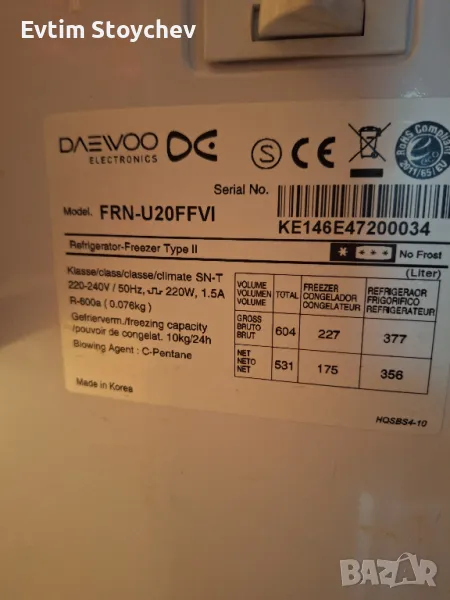 Evtim Stoychev
DAEWOO
ELECTRONICS
S CE
RoHS Compliant
2011/65/EU
Serial No.
KE146E47200034
Model. FRN-U20FFVI
Refrigerator-Freezer Type II
* *** No Frost
(Liter)
Klasse/class/classe/climate SN-T
220-240V / 50Hz, 220W, 1.5A
R-600a ( 0.076kg )
Gefrierverm./freezing capacity
/pouvoir de congelat. 10kg/24h
Blowing Agent : C-Pentane
VOLUME VOLUMEN VOLUME TOTAL FREEZER CONGELADOR CONGELATEUR REFRIGERAOR FRIGORIFICO REFRIGERATEUR
GROSS BRUTO BRUT 604 227 377
NET NETO NET 531 175 356
Made in Korea
HQSBS4-10
BAZAR